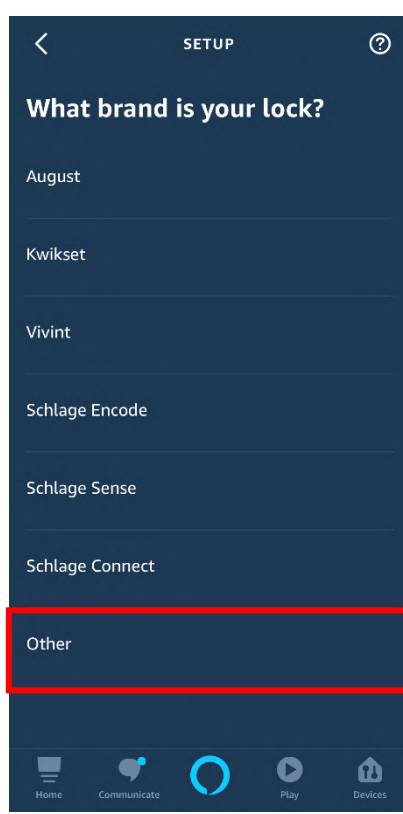 SETUP
What brand is your lock?
August
Kwikset
Vivint
Schlage Encode
Schlage Sense
Schlage Connect
Other
Home Communicate Play Devices